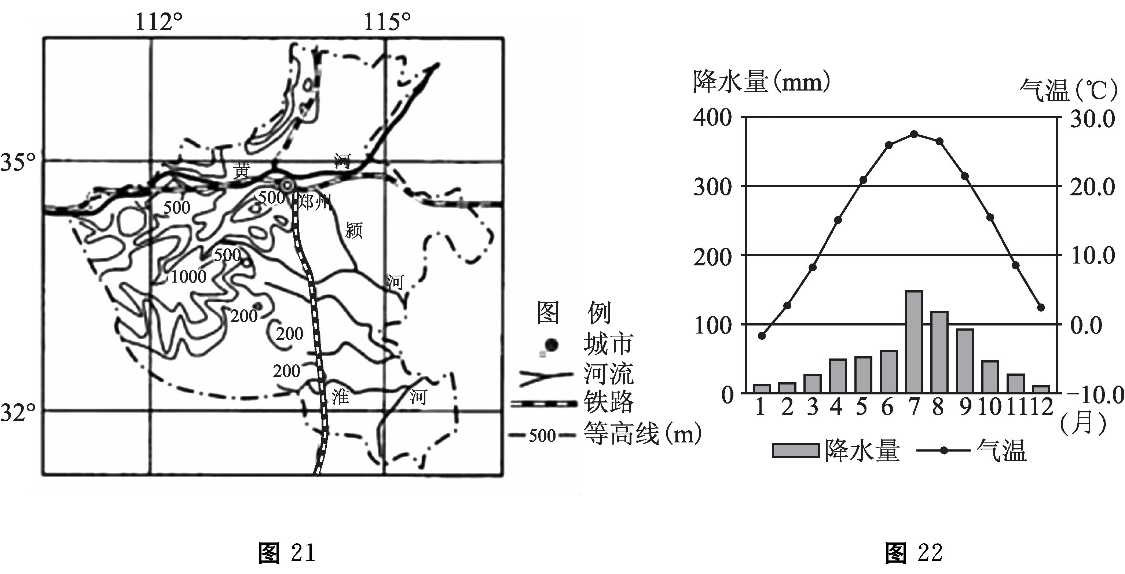 112° 115°
35°
黄 河
500 500 郑州
颍
500
1000 河
200
200
200
淮 河
32°
图 例
城市
河流
铁路
500 等高线(m)
图 21
降水量(mm) 气温(℃)
400 30.0
300 20.0
200 10.0
100 0.0
0 -10.0
1 2 3 4 5 6 7 8 9 10 11 12
(月)
降水量 气温
图 22